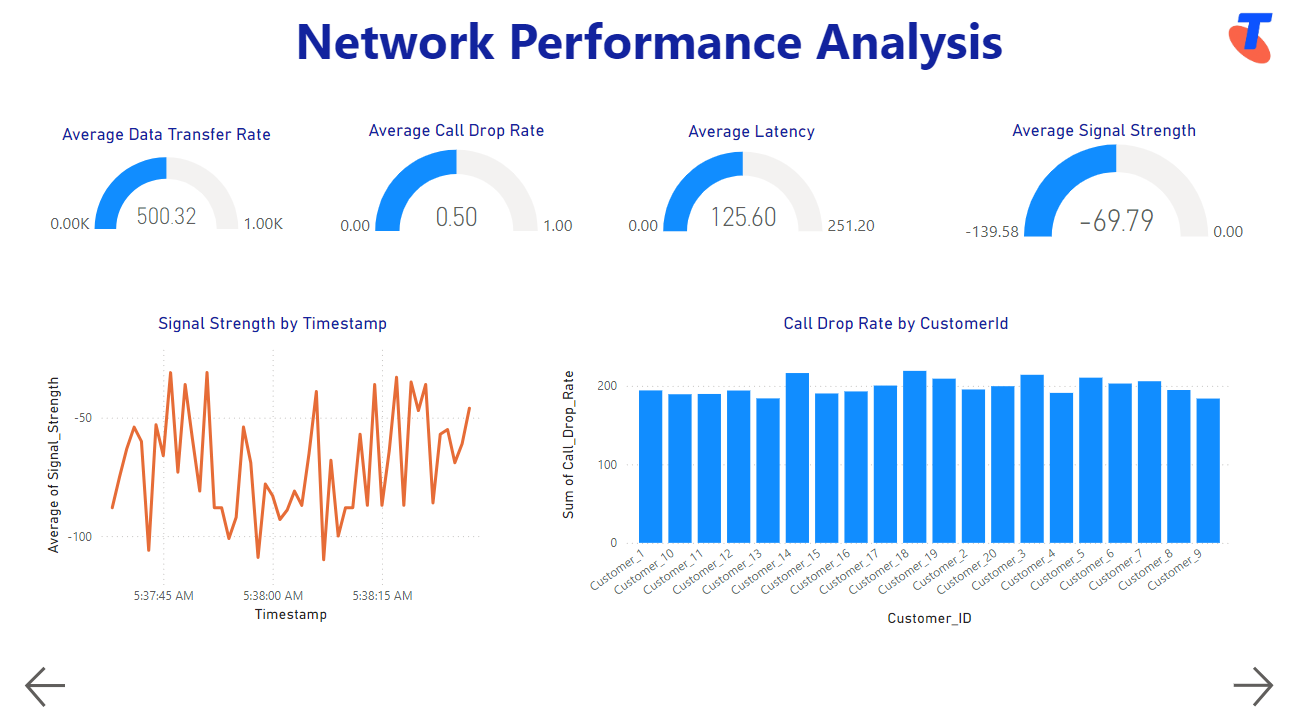 Network Performance Analysis
T
Average Data Transfer Rate
0.00K
500.32
1.00K
Average Call Drop Rate
0.00
0.50
1.00
Average Latency
0.00
125.60
251.20
Average Signal Strength
-139.58
-69.79
0.00
Signal Strength by Timestamp
Average of Signal_Strength
-50
-100
5:37:45 AM
5:38:00 AM
5:38:15 AM
Timestamp
Call Drop Rate by CustomerId
Sum of Call_Drop_Rate
200
100
0
Customer_1
Customer_10
Customer_11
Customer_12
Customer_13
Customer_14
Customer_15
Customer_16
Customer_17
Customer_18
Customer_19
Customer_2
Customer_20
Customer_3
Customer_4
Customer_5
Customer_6
Customer_7
Customer_8
Customer_9
Customer_ID